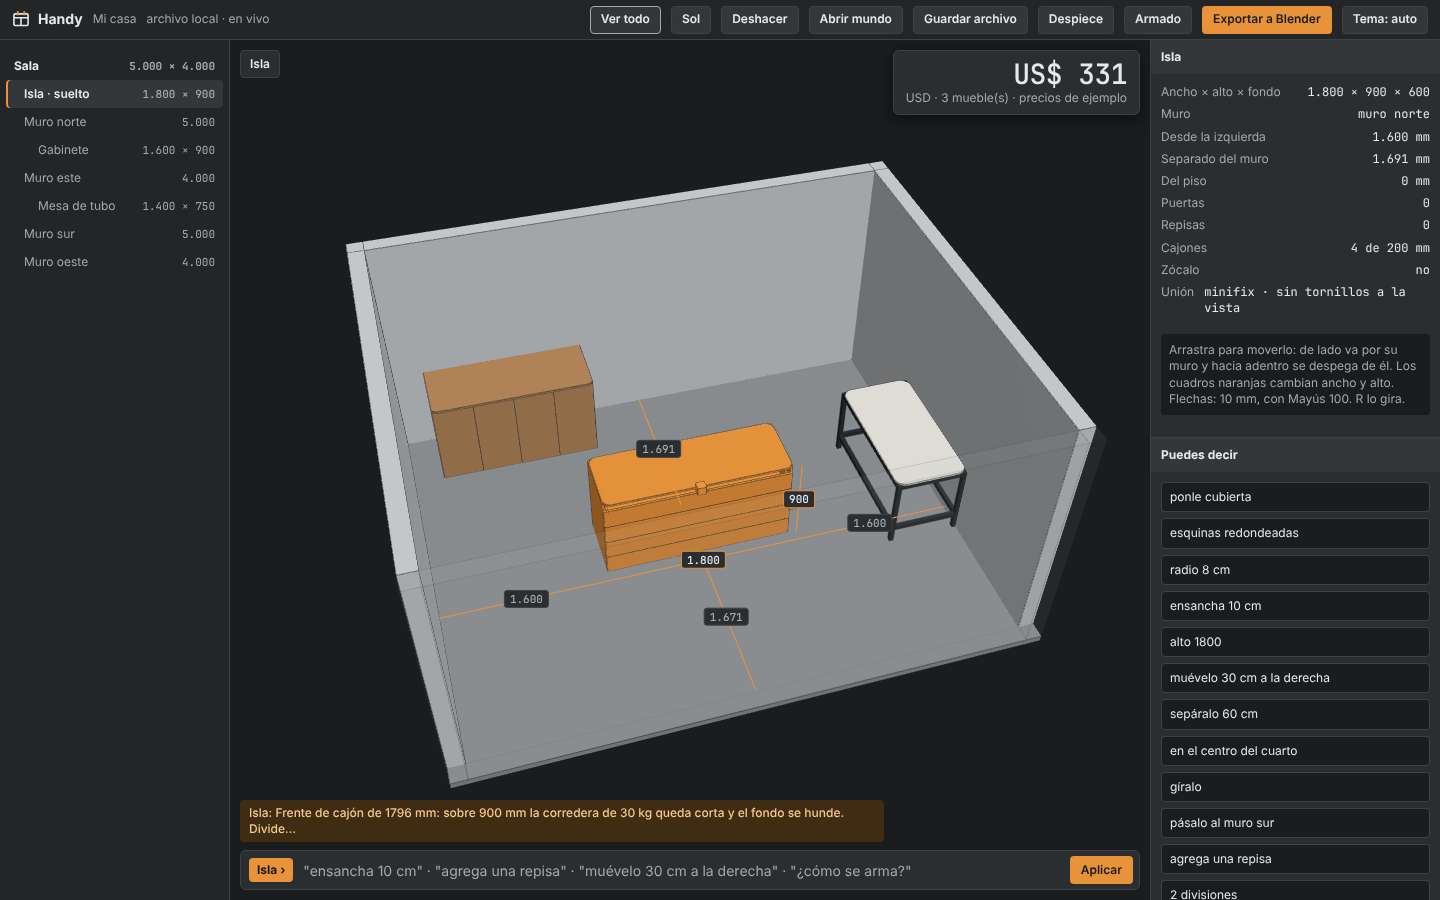 Handy Mi casa archivo local · en vivo
Ver todo Sol Deshacer Abrir mundo Guardar archivo Despiece Armado Exportar a Blender Tema: auto
Sala 5.000 × 4.000
Isla · suelto 1.800 × 900
Muro norte 5.000
Gabinete 1.600 × 900
Muro este 4.000
Mesa de tubo 1.400 × 750
Muro sur 5.000
Muro oeste 4.000
Isla
US$ 331
USD · 3 mueble(s) · precios de ejemplo
1.691
900
1.600
1.800
1.600
1.671
Isla: Frente de cajón de 1796 mm: sobre 900 mm la corredera de 30 kg queda corta y el fondo se hunde.
Divide...
Isla › "ensancha 10 cm" · "agrega una repisa" · "muévelo 30 cm a la derecha" · "¿cómo se arma?" Aplicar
Isla
Ancho × alto × fondo 1.800 × 900 × 600
Muro muro norte
Desde la izquierda 1.600 mm
Separado del muro 1.691 mm
Del piso 0 mm
Puertas 0
Repisas 0
Cajones 4 de 200 mm
Zócalo no
Unión minifix · sin tornillos a la
vista
Arrastra para moverlo: de lado va por su
muro y hacia adentro se despega de él. Los
cuadros naranjas cambian ancho y alto.
Flechas: 10 mm, con Mayús 100. R lo gira.
Puedes decir
ponle cubierta
esquinas redondeadas
radio 8 cm
ensancha 10 cm
alto 1800
muévelo 30 cm a la derecha
sepáralo 60 cm
en el centro del cuarto
gíralo
pásalo al muro sur
agrega una repisa
2 divisiones